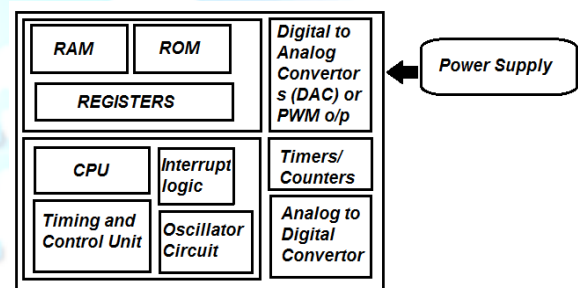 RAM
ROM
REGISTERS
Digital to
Analog
Convertor
s (DAC) or
PWM o/p
Power Supply
CPU
Interrupt
logic
Timing and
Control Unit
Oscillator
Circuit
Timers/
Counters
Analog to
Digital
Convertor